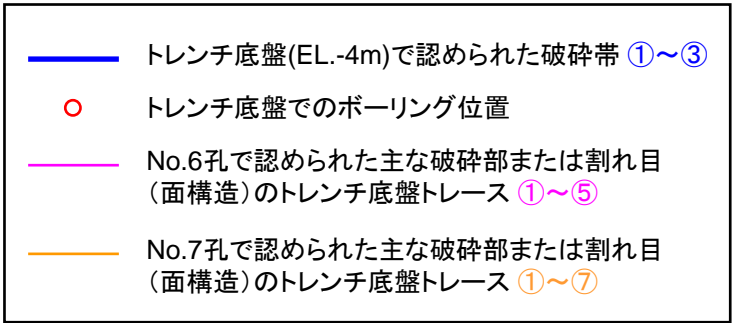 トレンチ底盤(EL.-4m)で認められた破砕帯 ①～③
トレンチ底盤でのボーリング位置
No.6孔で認められた主な破砕部または割れ目
（面構造）のトレンチ底盤トレース ①～⑤
No.7孔で認められた主な破砕部または割れ目
（面構造）のトレンチ底盤トレース ①～⑦